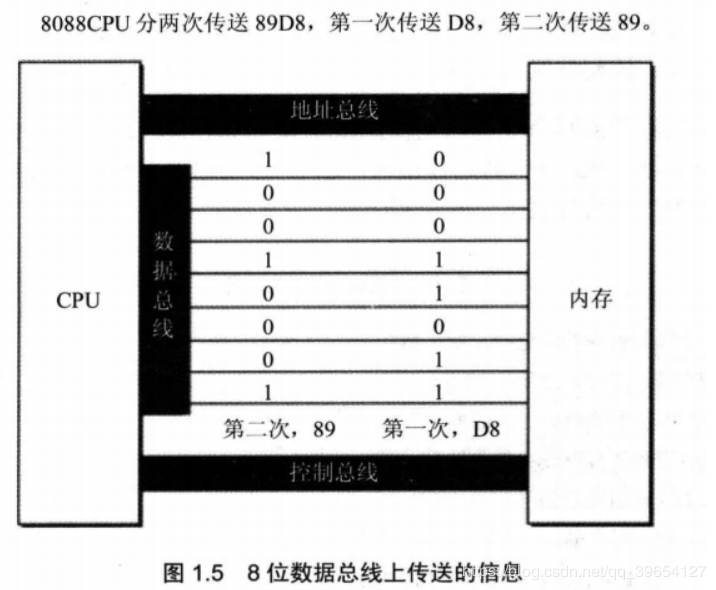 8088CPU 分两次传送 89D8，第一次传送 D8，第二次传送 89。
地址总线
1 0
0 0
0 0
1 1
0 1
0 0
0 1
1 1
数据总线
CPU
内存
第二次，89 第一次，D8
控制总线
图 1.5 8 位数据总线上传送的信息
https://blog.csdn.net/qq_39654127